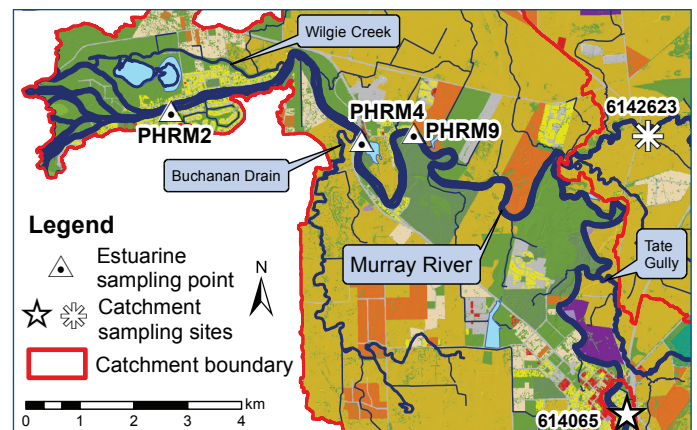 Wilgie Creek
PHRM2
PHRM4
PHRM9
6142623
Buchanan Drain
Murray River
Tate
Gully
614065
Legend
Estuarine
sampling point
Catchment
sampling sites
Catchment boundary
N
km
0 1 2 3 4